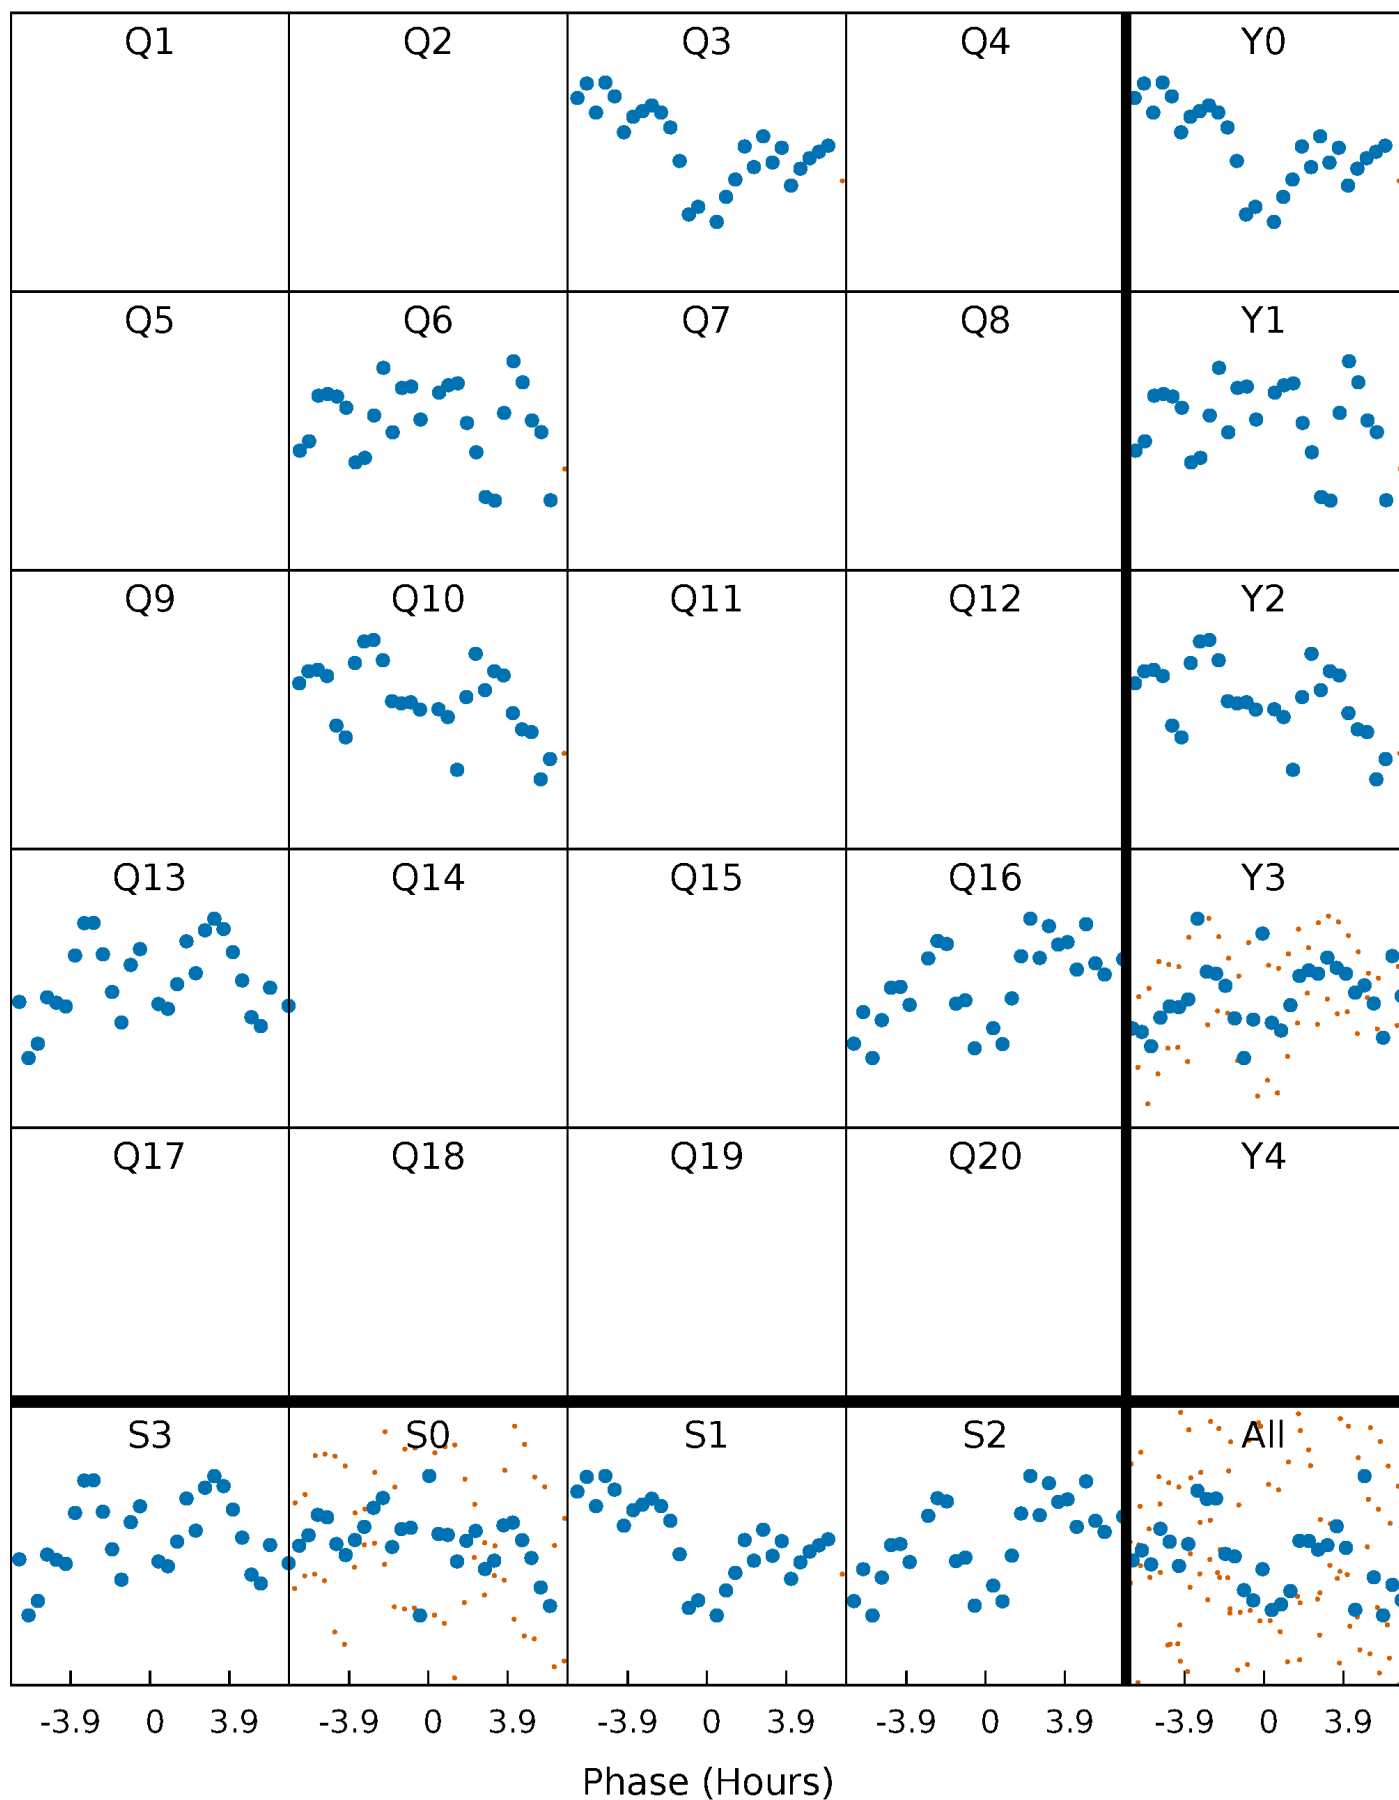 Q1 Q2 Q3 Q4 Y0
Q5 Q6 Q7 Q8 Y1
Q9 Q10 Q11 Q12 Y2
Q13 Q14 Q15 Q16 Y3
Q17 Q18 Q19 Q20 Y4
S3 S0 S1 S2 All
-3.9 0 3.9 -3.9 0 3.9 -3.9 0 3.9 -3.9 0 3.9 -3.9 0 3.9
Phase (Hours)